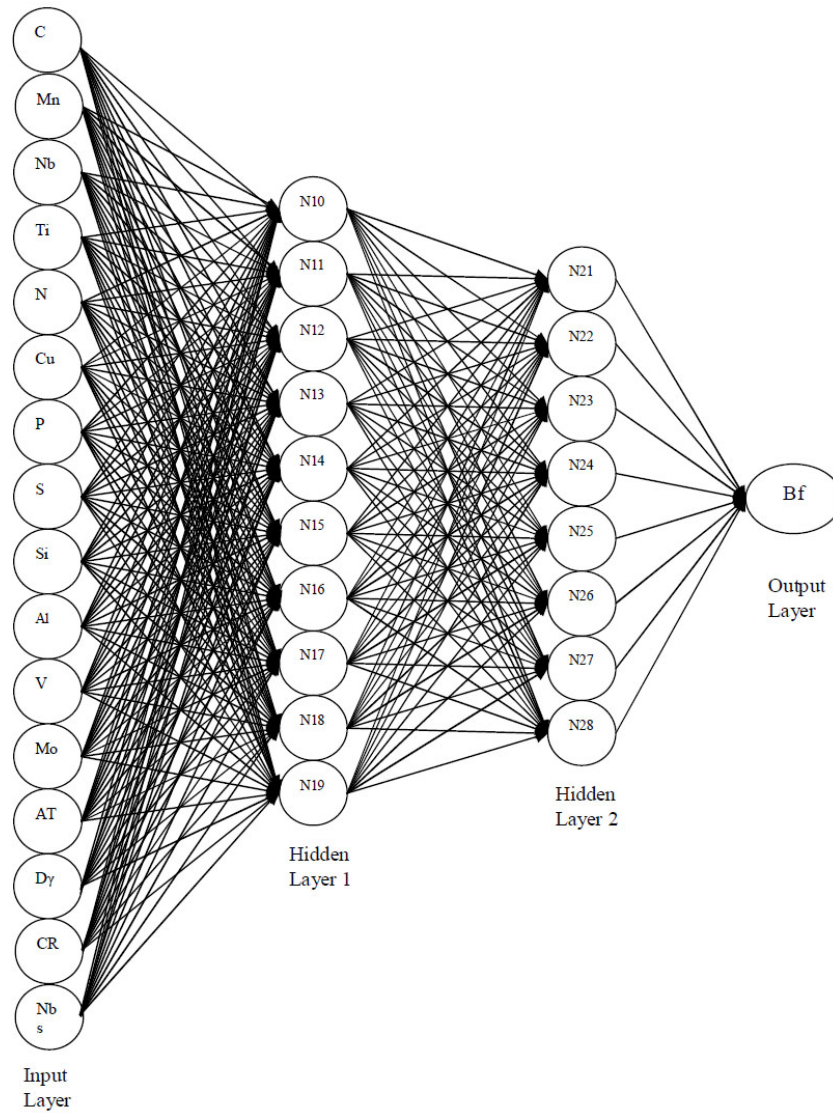 C
Mn
Nb
Ti
N
Cu
P
S
Si
Al
V
Mo
AT
Dγ
CR
Nb
s
Input
Layer
N10
N11
N12
N13
N14
N15
N16
N17
N18
N19
Hidden
Layer 1
N21
N22
N23
N24
N25
N26
N27
N28
Hidden
Layer 2
Bf
Output
Layer